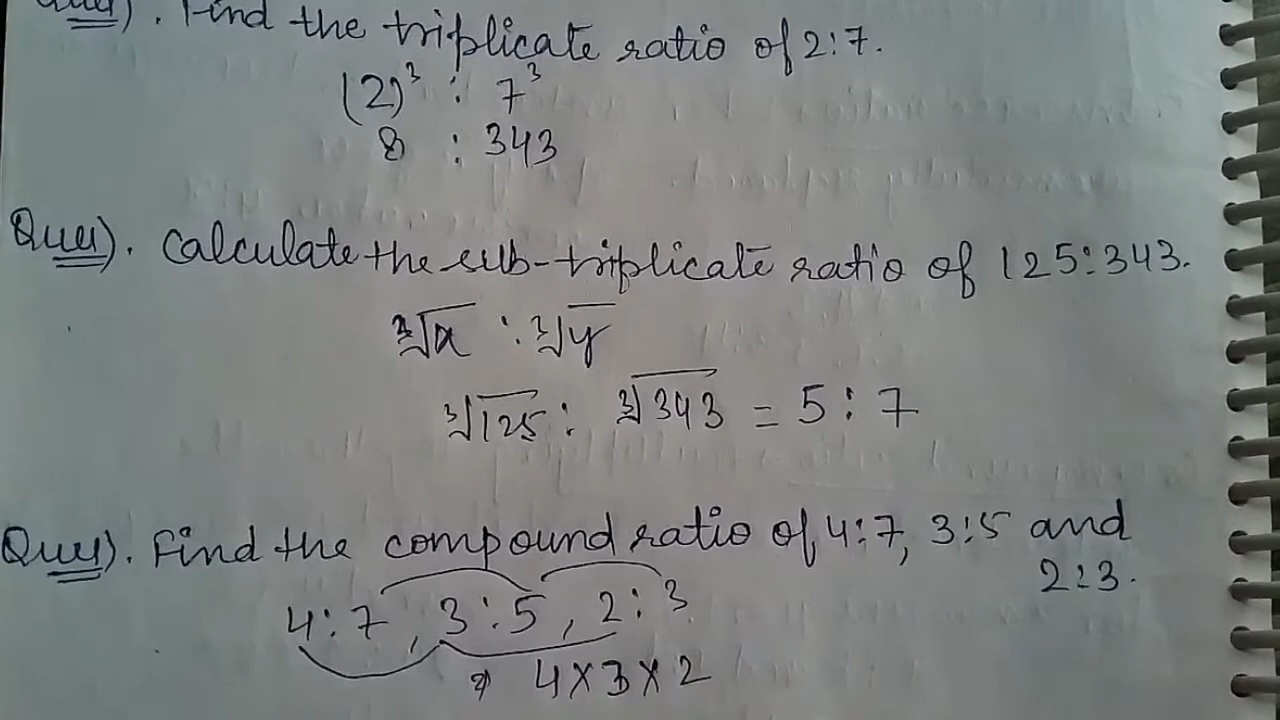 Find the triplicate ratio of 2:7.
(2)³ : 7³
8 : 343
Ques). Calculate the sub-triplicate ratio of 125:343.
∛x : ∛y
∛125 : ∛343 = 5:7
Ques). Find the compound ratio of 4:7, 3:5 and
2:3.
4:7, 3:5, 2:3
4×3×2